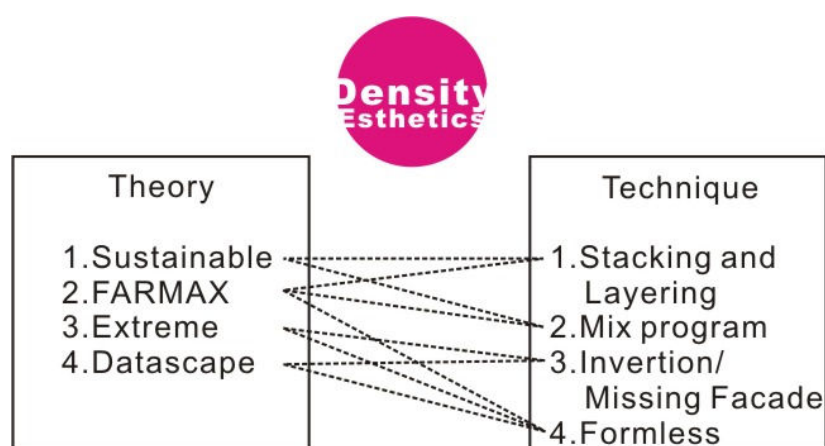 Density
Esthetics
Theory
1.Sustainable
2.FARMAX
3.Extreme
4.Datascape
Technique
1.Stacking and
Layering
2.Mix program
3.Invertion/
Missing Facade
4.Formless